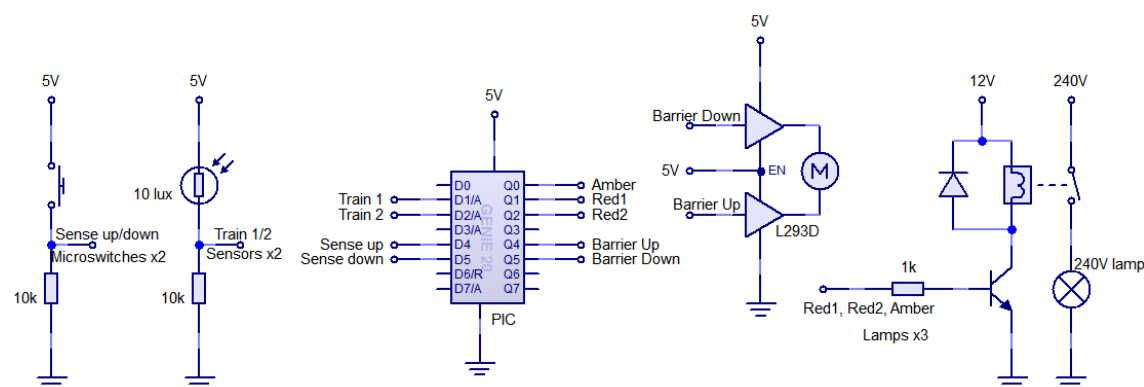 5V
Sense up/down
Microswitches x2
10k
5V
10 lux
Train 1/2
Sensors x2
10k
5V
Train 1
Train 2
Sense up
Sense down
D0
D1/A
D2/A
D3/A
D4
D5
D6/R
D7/A
GENIE 20
Q0
Q1
Q2
Q3
Q4
Q5
Q6
Q7
Amber
Red1
Red2
Barrier Up
Barrier Down
PIC
5V
Barrier Down
5V
EN
Barrier Up
M
L293D
12V
240V
1k
Red1, Red2, Amber
Lamps x3
240V lamp